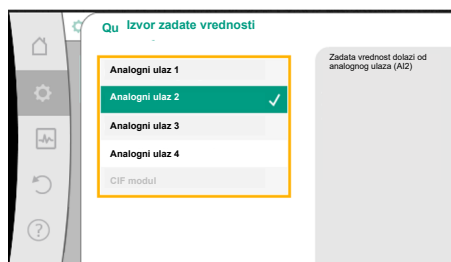 Qu Izvor zadate vrednosti
Analogni ulaz 1
Analogni ulaz 2
Analogni ulaz 3
Analogni ulaz 4
CIF modul
Zadata vrednost dolazi od
analognog ulaza (AI2)
?